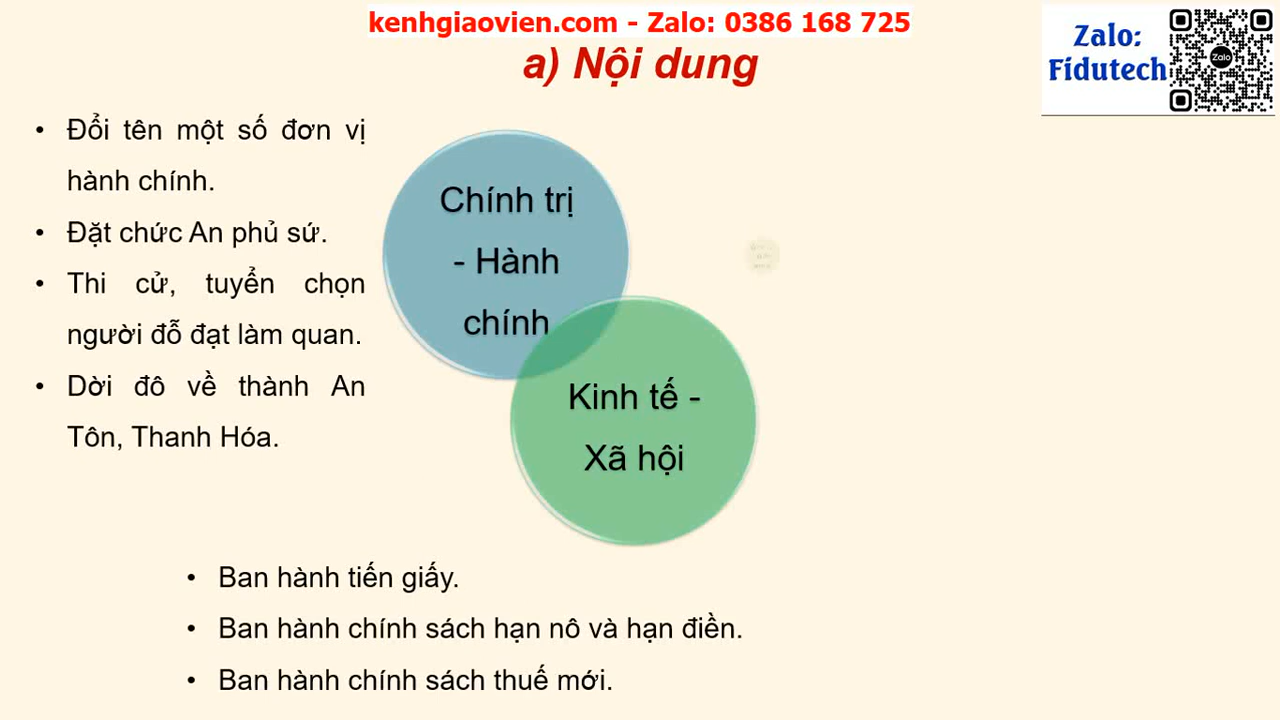 kenhgiaovien.com - Zalo: 0386 168 725
Zalo:
Fidutech
Zalo
a) Nội dung
• Đổi tên một số đơn vị
hành chính.
• Đặt chức An phủ sứ.
• Thi cử, tuyển chọn
người đỗ đạt làm quan.
• Dời đô về thành An
Tôn, Thanh Hóa.
Chính trị
- Hành
chính
Kinh tế -
Xã hội
• Ban hành tiến giấy.
• Ban hành chính sách hạn nô và hạn điền.
• Ban hành chính sách thuế mới.